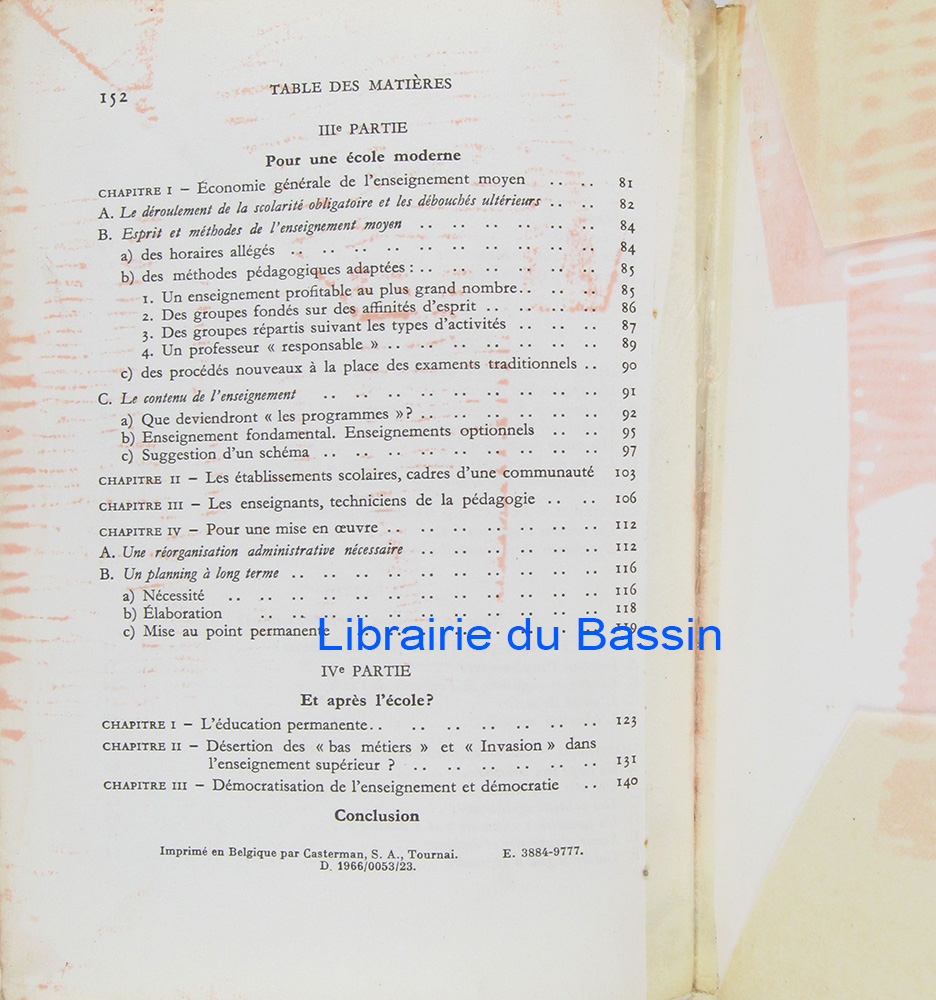 152
TABLE DES MATIÈRES
IIIe PARTIE
Pour une école moderne
CHAPITRE I – Économie générale de l'enseignement moyen .. .. 81
A. Le déroulement de la scolarité obligatoire et les débouchés ultérieurs .. .. 82
B. Esprit et méthodes de l'enseignement moyen .. .. .. .. .. .. 84
a) des horaires allégés .. .. .. .. .. .. .. .. .. .. 84
b) des méthodes pédagogiques adaptées : .. .. .. .. .. .. 85
1. Un enseignement profitable au plus grand nombre .. .. .. 85
2. Des groupes fondés sur des affinités d'esprit .. .. .. .. 86
3. Des groupes répartis suivant les types d'activités .. .. .. 87
4. Un professeur « responsable » .. .. .. .. .. .. .. 89
c) des procédés nouveaux à la place des examents traditionnels .. 90
C. Le contenu de l'enseignement .. .. .. .. .. .. .. .. .. 91
a) Que deviendront « les programmes »? .. .. .. .. .. .. 92
b) Enseignement fondamental. Enseignements optionnels .. .. 95
c) Suggestion d'un schéma .. .. .. .. .. .. .. .. .. 97
CHAPITRE II – Les établissements scolaires, cadres d'une communauté 103
CHAPITRE III – Les enseignants, techniciens de la pédagogie .. .. 106
CHAPITRE IV – Pour une mise en œuvre .. .. .. .. .. .. .. 112
A. Une réorganisation administrative nécessaire .. .. .. .. .. .. 112
B. Un planning à long terme .. .. .. .. .. .. .. .. .. .. 116
a) Nécessité .. .. .. .. .. .. .. .. .. .. .. .. 116
b) Élaboration .. .. .. .. .. .. .. .. .. .. .. 118
c) Mise au point permanente .. .. .. .. .. .. .. .. 119
Librairie du Bassin
IVe PARTIE
Et après l'école?
CHAPITRE I – L'éducation permanente .. .. .. .. .. .. .. .. 123
CHAPITRE II – Désertion des « bas métiers » et « Invasion » dans
l'enseignement supérieur ? .. .. .. .. .. .. 131
CHAPITRE III – Démocratisation de l'enseignement et démocratie .. 140
Conclusion
Imprimé en Belgique par Casterman, S. A., Tournai. E. 3884-9777.
D. 1966/0053/23.